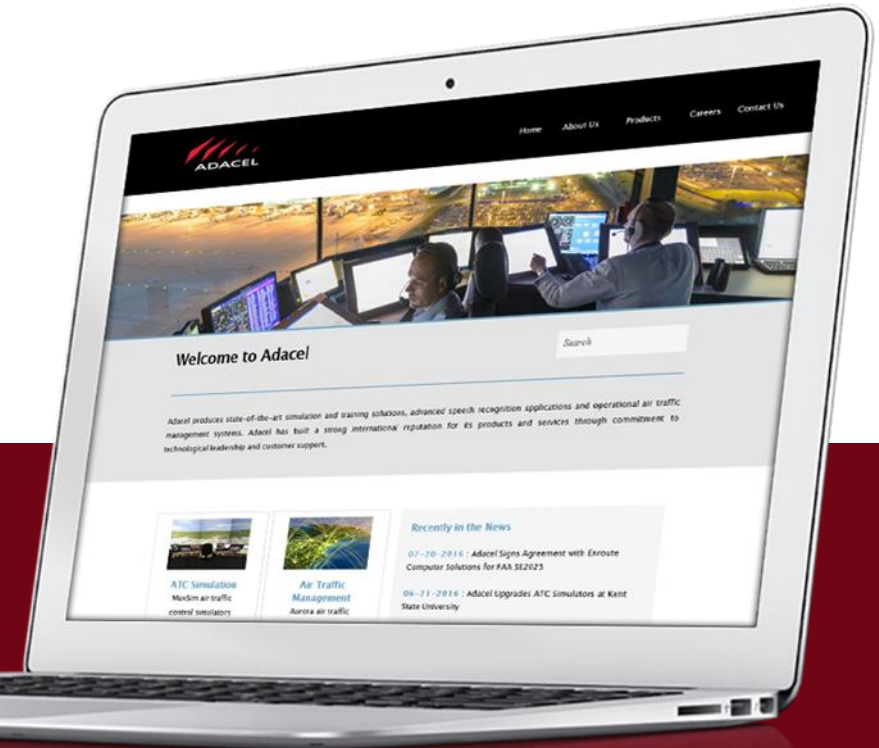 ADACEL
Home About Us Products Careers Contact Us
Welcome to Adacel
Search
Adacel produces state-of-the-art simulation and training solutions, advanced speech recognition applications and operational air traffic
management systems. Adacel has built a strong international reputation for its products and services through commitment to
technological leadership and customer support.
ATC Simulation
MaxSim air traffic
control simulators
Air Traffic
Management
Aurora air traffic
Recently in the News
07-20-2016 : Adacel Signs Agreement with Enroute
Computer Solutions for FAA SE2025
06-21-2016 : Adacel Upgrades ATC Simulators at Kent
State University